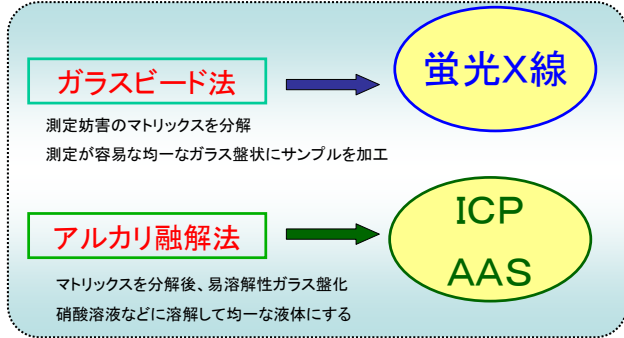 ガラスビード法
蛍光X線
測定妨害のマトリックスを分解
測定が容易な均一なガラス盤状にサンプルを加工
アルカリ融解法
ICP
AAS
マトリックスを分解後、易溶解性ガラス盤化
硝酸溶液などに溶解して均一な液体にする